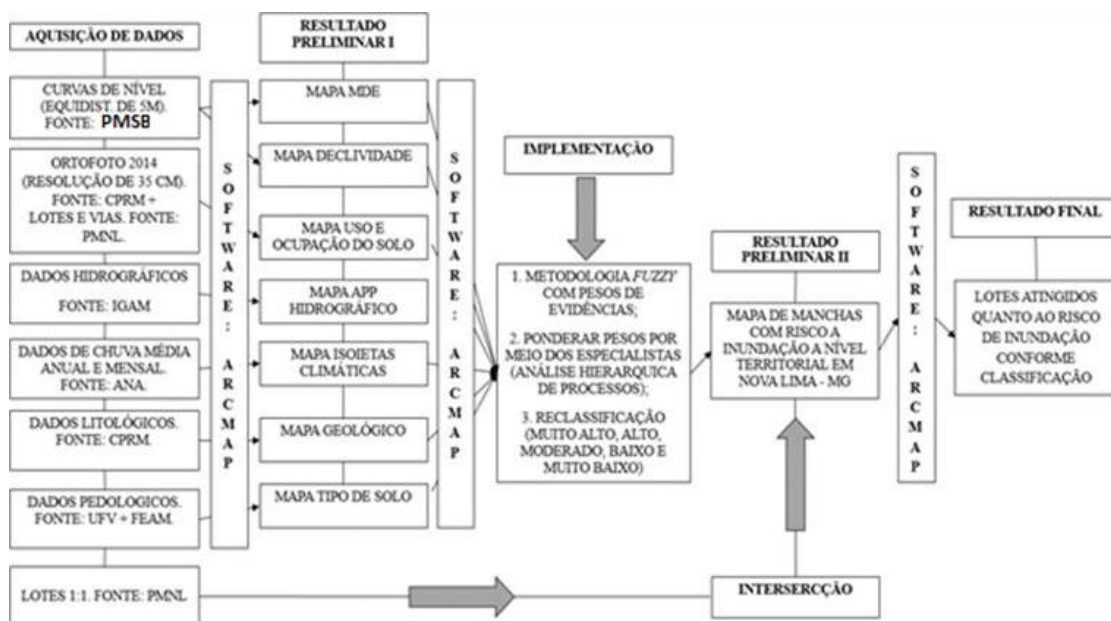 AQUISIÇÃO DE DADOS
CURVAS DE NÍVEL
(EQUIDIST. DE 5M).
FONTE: PMSB
ORTOFOTO 2014
(RESOLUÇÃO DE 35 CM).
FONTE: CPRM +
LOTES E VIAS. FONTE:
PMNL.
DADOS HIDROGRÁFICOS
FONTE: IGAM
DADOS DE CHUVA MÉDIA
ANUAL E MENSAL.
FONTE: ANA.
DADOS LITOLÓGICOS.
FONTE: CPRM.
DADOS PEDOLOGICOS.
FONTE: UFV + FEAM.
LOTES 1:1. FONTE: PMNL
SOFTWARE: ARCMAP
RESULTADO
PRELIMINAR I
MAPA MDE
MAPA DECLIVIDADE
MAPA USO E
OCUPAÇÃO DO SOLO
MAPA APP
HIDROGRÁFICO
MAPA ISOIETAS
CLIMÁTICAS
MAPA GEOLÓGICO
MAPA TIPO DE SOLO
SOFTWARE: ARCMAP
IMPLEMENTAÇÃO
1. METODOLOGIA FUZZY
COM PESOS DE
EVIDÊNCIAS;
2. PONDERAR PESOS POR
MEIO DOS ESPECIALISTAS
(ANÁLISE HIERARQUICA
DE PROCESSOS);
3. RECLASSIFICAÇÃO
(MUITO ALTO, ALTO,
MODERADO, BAIXO E
MUITO BAIXO)
RESULTADO
PRELIMINAR II
MAPA DE MANCHAS
COM RISCO A
INUNDAÇÃO A NÍVEL
TERRITORIAL EM
NOVA LIMA - MG
INTERSERCÇÃO
SOFTWARE: ARCMAP
RESULTADO FINAL
LOTES ATINGIDOS
QUANTO AO RISCO
DE INUNDAÇÃO
CONFORME
CLASSIFICAÇÃO